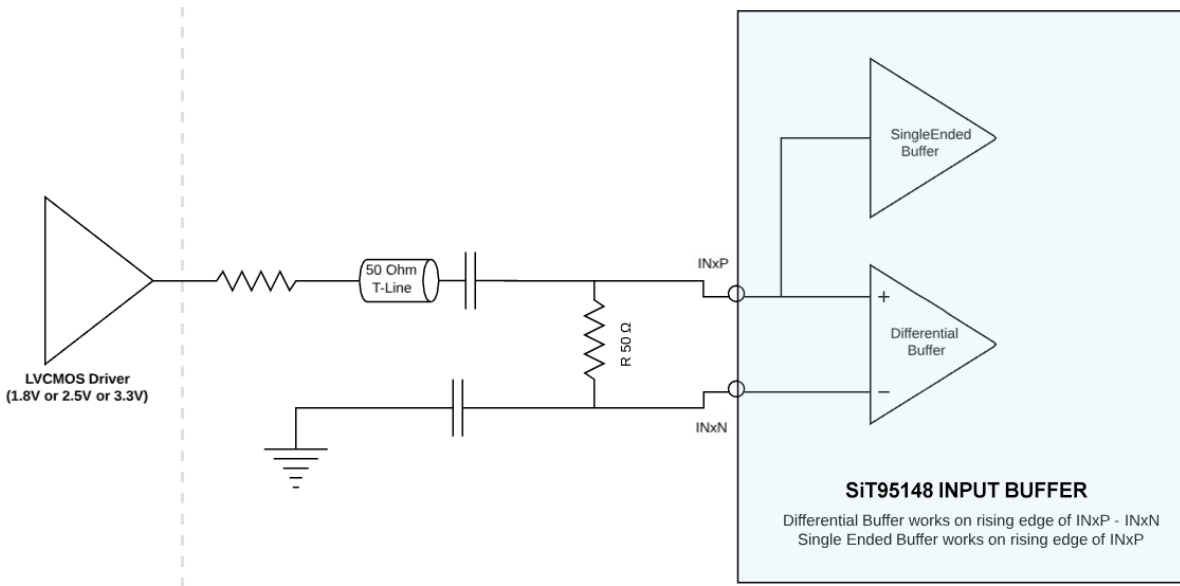 SingleEnded
Buffer
50 Ohm
T-Line
INxP
+
R 50 Ω
Differential
Buffer
LVCMOS Driver
(1.8V or 2.5V or 3.3V)
−
INxN
SiT95148 INPUT BUFFER
Differential Buffer works on rising edge of INxP - INxN
Single Ended Buffer works on rising edge of INxP